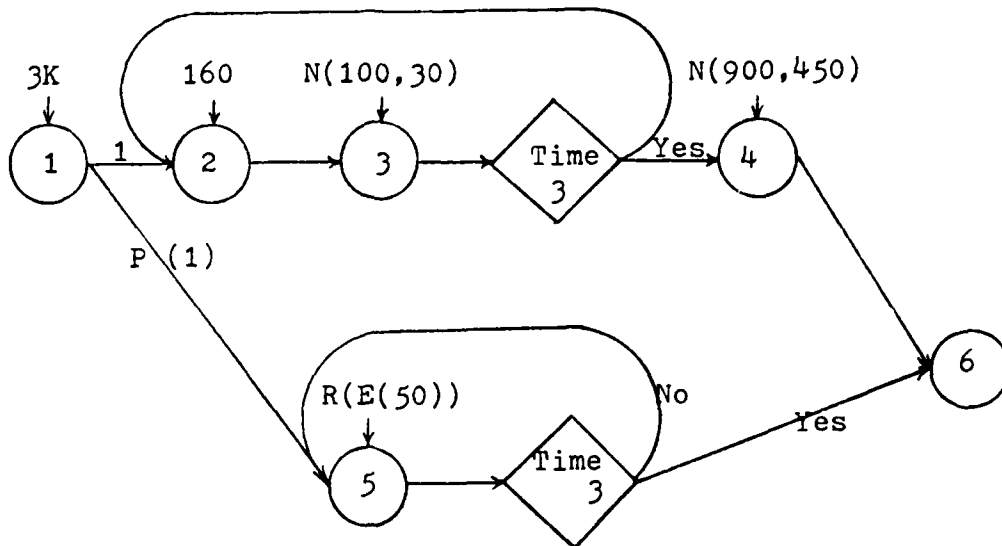 3K
160
N(100,30)
N(900,450)
1
1
2
3
Time
3
Yes
4
P (1)
R(E(50))
No
6
Yes
5
Time
3